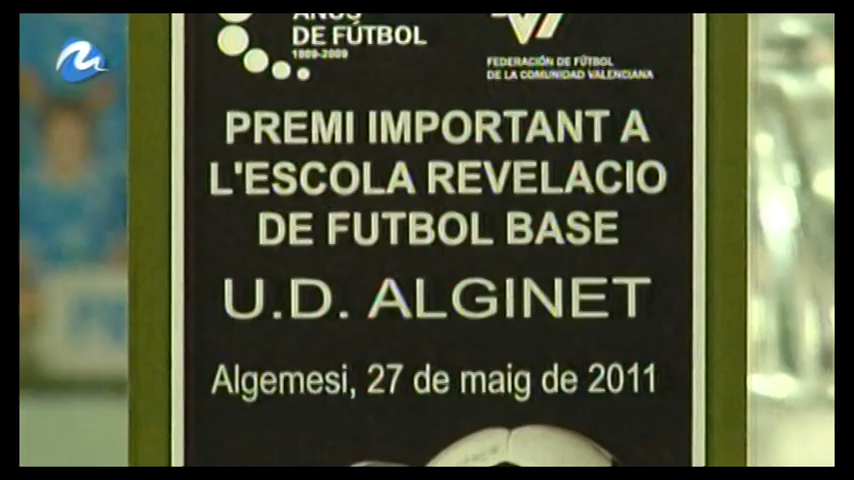 ANOS
DE FÚTBOL
1909-2009
FEDERACIÓN DE FÚTBOL
DE LA COMUNIDAD VALENCIANA
PREMI IMPORTANT A
L'ESCOLA REVELACIO
DE FUTBOL BASE
U.D. ALGINET
Algemesi, 27 de maig de 2011